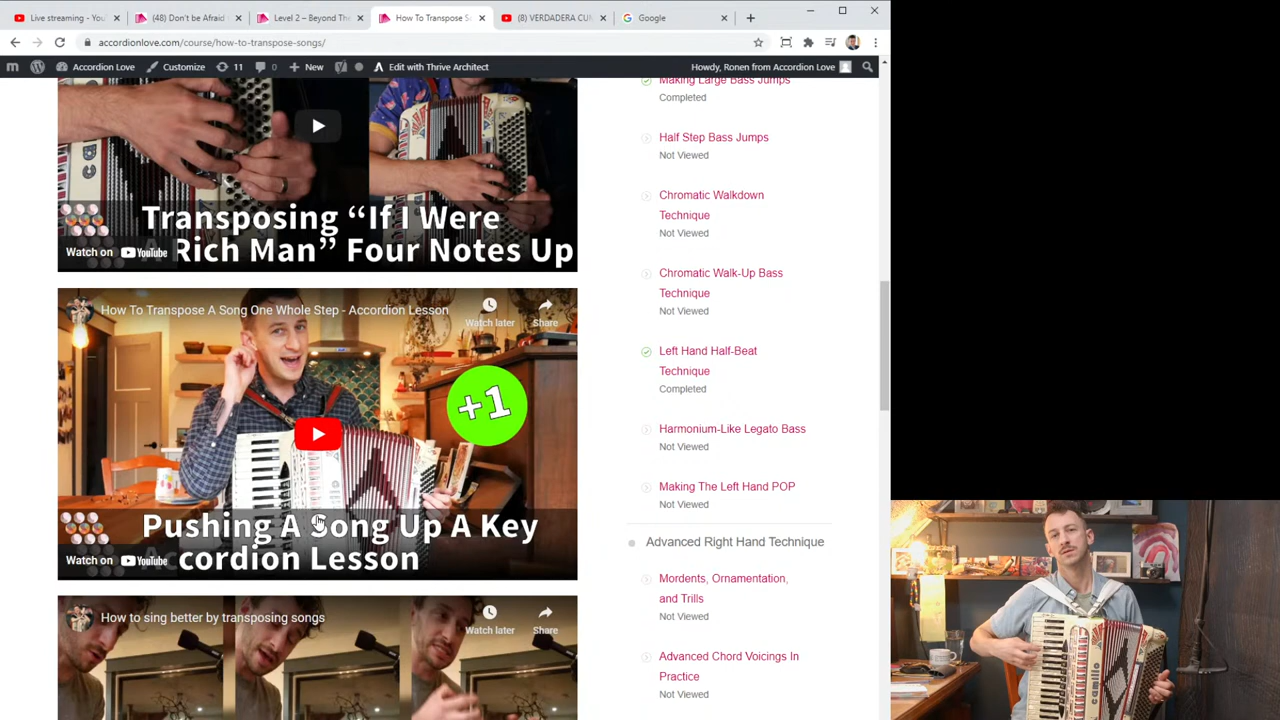 Live streaming - You
(48) Don't be Afraid
Level 2 – Beyond The
How To Transpose S
(8) VERDADERA CU
Google
accordionlove.com/course/how-to-transpose-songs/
Accordion Love
Customize
11
0
New
Edit with Thrive Architect
Howdy, Ronen from Accordion Love
Transposing “If I Were
Rich Man” Four Notes Up
Watch on YouTube
How To Transpose A Song One Whole Step - Accordion Lesson
Watch later
Share
+1
Pushing A Song Up A Key
cordion Lesson
Watch on YouTube
How to sing better by transposing songs
Watch later
Share
Making Large Bass Jumps
Completed
Half Step Bass Jumps
Not Viewed
Chromatic Walkdown
Technique
Not Viewed
Chromatic Walk-Up Bass
Technique
Not Viewed
Left Hand Half-Beat
Technique
Completed
Harmonium-Like Legato Bass
Not Viewed
Making The Left Hand POP
Not Viewed
Advanced Right Hand Technique
Mordents, Ornamentation,
and Trills
Not Viewed
Advanced Chord Voicings In
Practice
Not Viewed
camillo